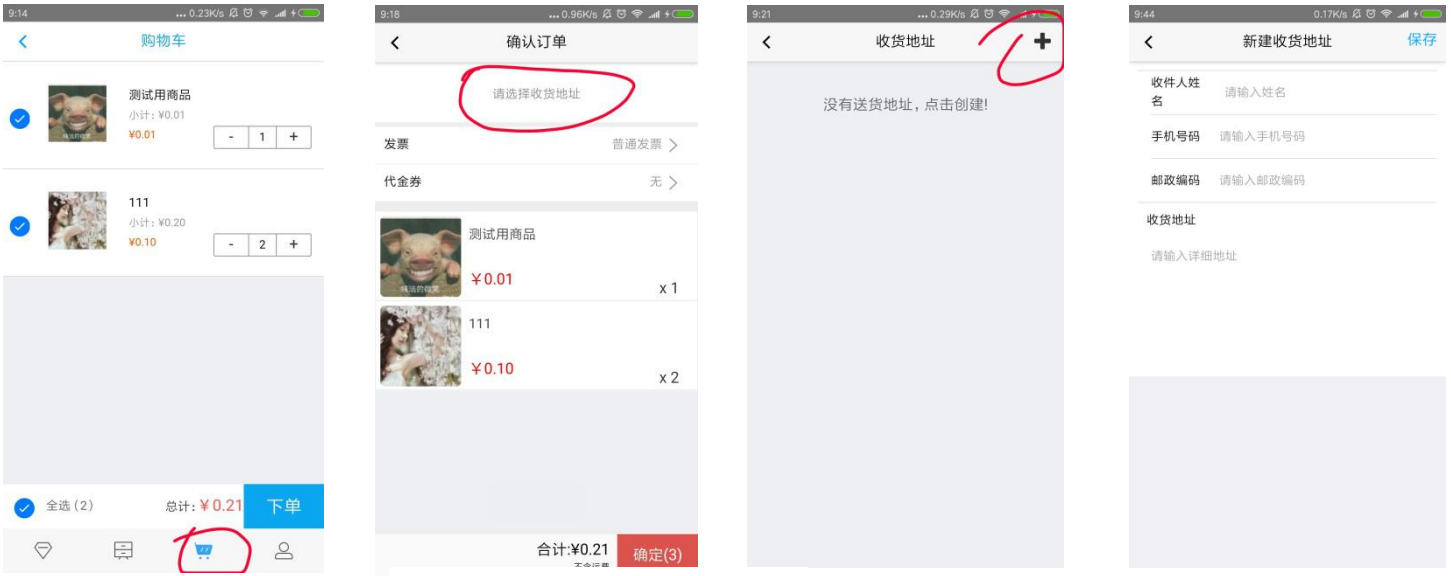 9:14
... 0.23K/s
购物车
测试用商品
小计: ¥0.01
¥0.01
- 1 +
111
小计: ¥0.20
¥0.10
- 2 +
全选(2)
总计: ¥0.21
下单
9:18
... 0.96K/s
确认订单
请选择收货地址
发票
普通发票
代金券
无
测试用商品
¥0.01
x 1
111
¥0.10
x 2
合计:¥0.21
不含运费
确定(3)
9:21
... 0.29K/s
收货地址
没有送货地址，点击创建!
9:44
0.17K/s
新建收货地址
保存
收件人姓
名
请输入姓名
手机号码
请输入手机号码
邮政编码
请输入邮政编码
收货地址
请输入详细地址